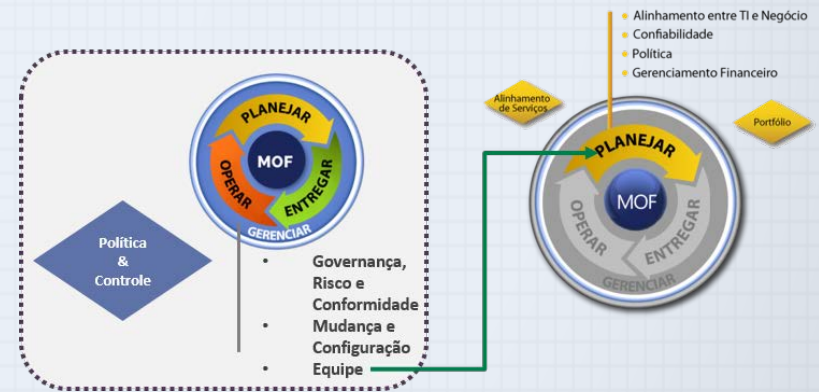 PLANEJAR
ENTREGAR
OPERAR
MOF
GERENCIAR
Política
&
Controle
• Governança,
Risco e
Conformidade
• Mudança e
Configuração
• Equipe
• Alinhamento entre TI e Negócio
• Confiabilidade
• Política
• Gerenciamento Financeiro
Alinhamento
de Serviços
Portfólio
PLANEJAR
ENTREGAR
OPERAR
MOF
GERENCIAR